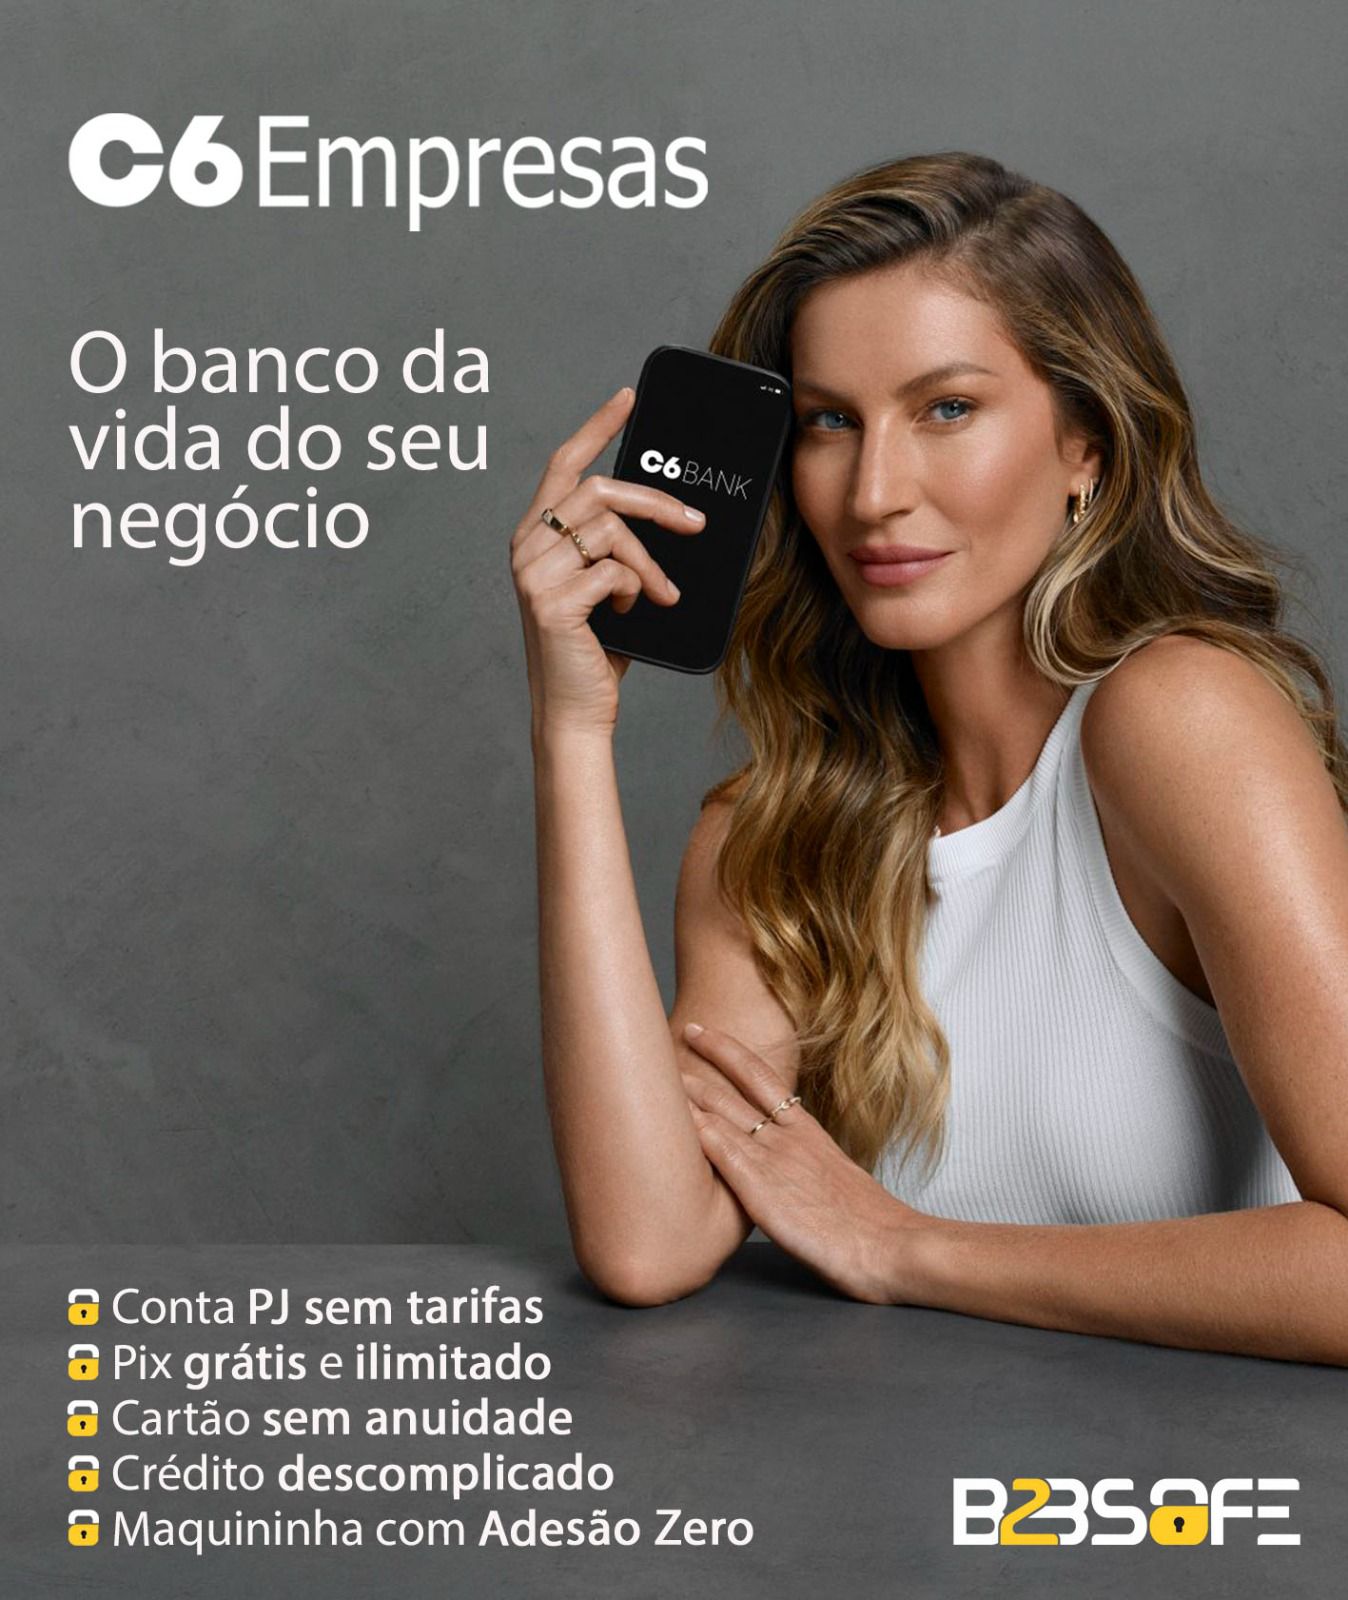 C6 Empresas
O banco da
vida do seu
negócio
C6 BANK
Conta PJ sem tarifas
Pix grátis e ilimitado
Cartão sem anuidade
Crédito descomplicado
Maquininha com Adesão Zero
B2BSAFE